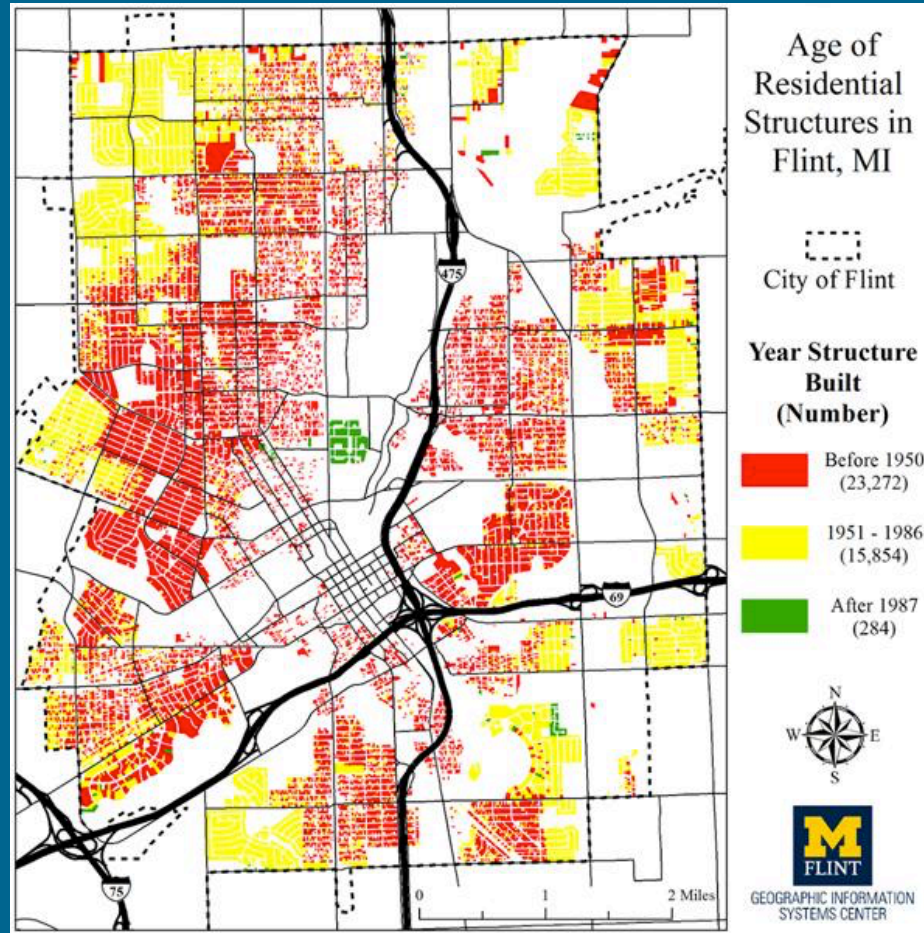 Age of
Residential
Structures in
Flint, MI
City of Flint
Year Structure
Built
(Number)
Before 1950
(23,272)
1951 - 1986
(15,854)
After 1987
(284)
N
W E
S
M
FLINT
GEOGRAPHIC INFORMATION
SYSTEMS CENTER
475
69
75
0 1 2 Miles